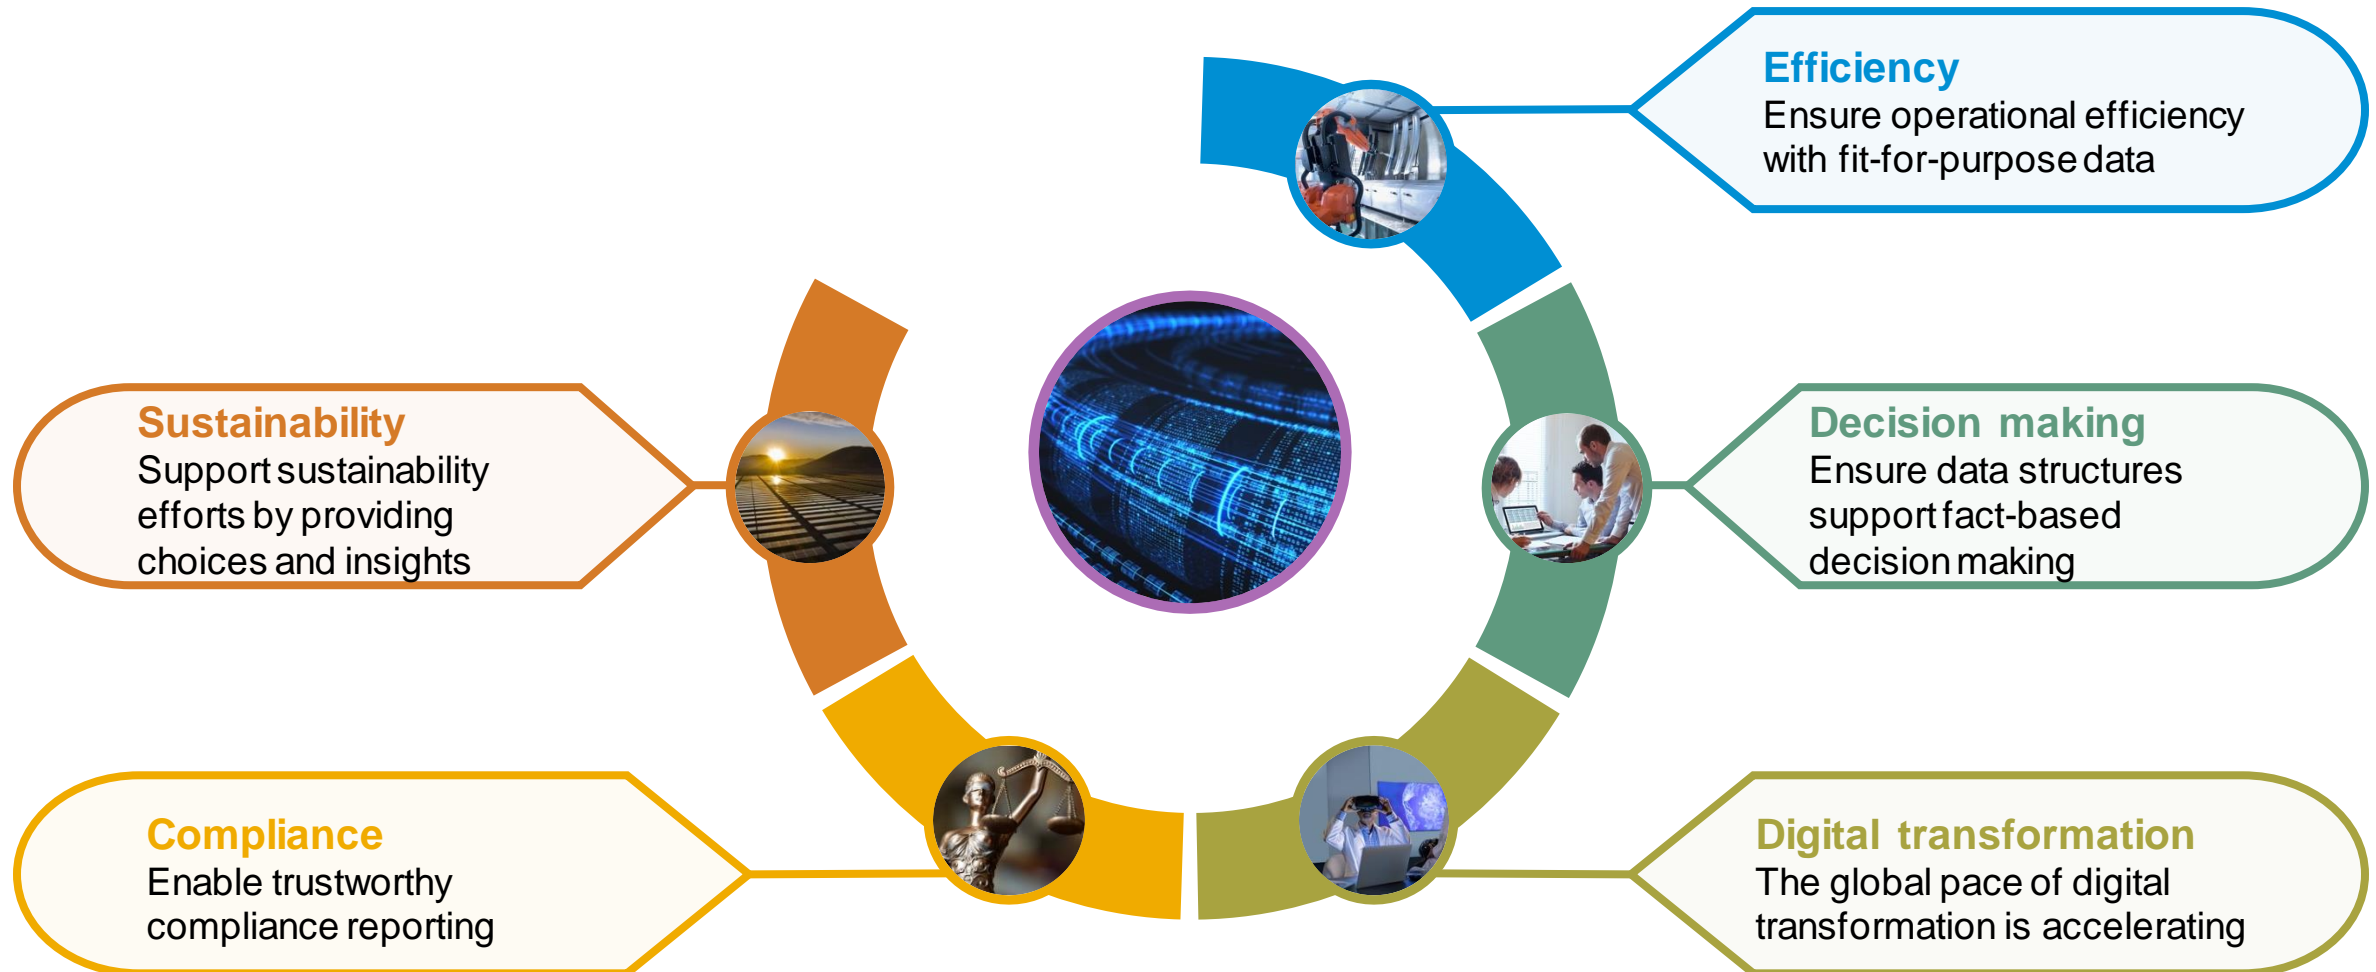 Efficiency
Ensure operational efficiency
with fit-for-purpose data
Decision making
Ensure data structures
support fact-based
decision making
Digital transformation
The global pace of digital
transformation is accelerating
Compliance
Enable trustworthy
compliance reporting
Sustainability
Support sustainability
efforts by providing
choices and insights